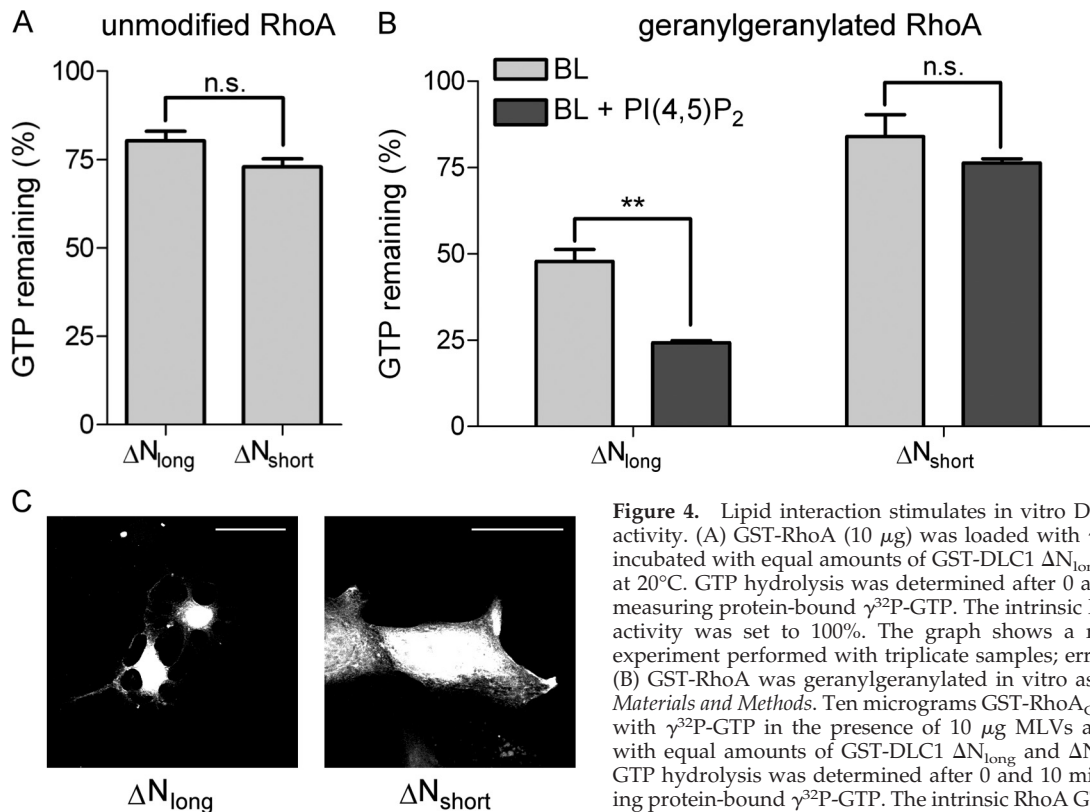 A unmodified RhoA
GTP remaining (%)
100
75
50
25
0
n.s.
ΔNlong ΔNshort
B geranylgeranylated RhoA
BL
BL + PI(4,5)P2
GTP remaining (%)
100
75
50
25
0
**
n.s.
ΔNlong ΔNshort
C
ΔNlong ΔNshort
Figure 4. Lipid interaction stimulates in vitro
activity. (A) GST-RhoA (10 μg) was loaded with
incubated with equal amounts of GST-DLC1 ΔNlong
at 20°C. GTP hydrolysis was determined after 0
measuring protein-bound γ32P-GTP. The intrinsic
activity was set to 100%. The graph shows a
experiment performed with triplicate samples;
(B) GST-RhoA was geranylgeranylated in vitro
Materials and Methods. Ten micrograms GST-RhoA
with γ32P-GTP in the presence of 10 μg MLVs
with equal amounts of GST-DLC1 ΔNlong and
GTP hydrolysis was determined after 0 and 10
ing protein-bound γ32P-GTP. The intrinsic RhoA